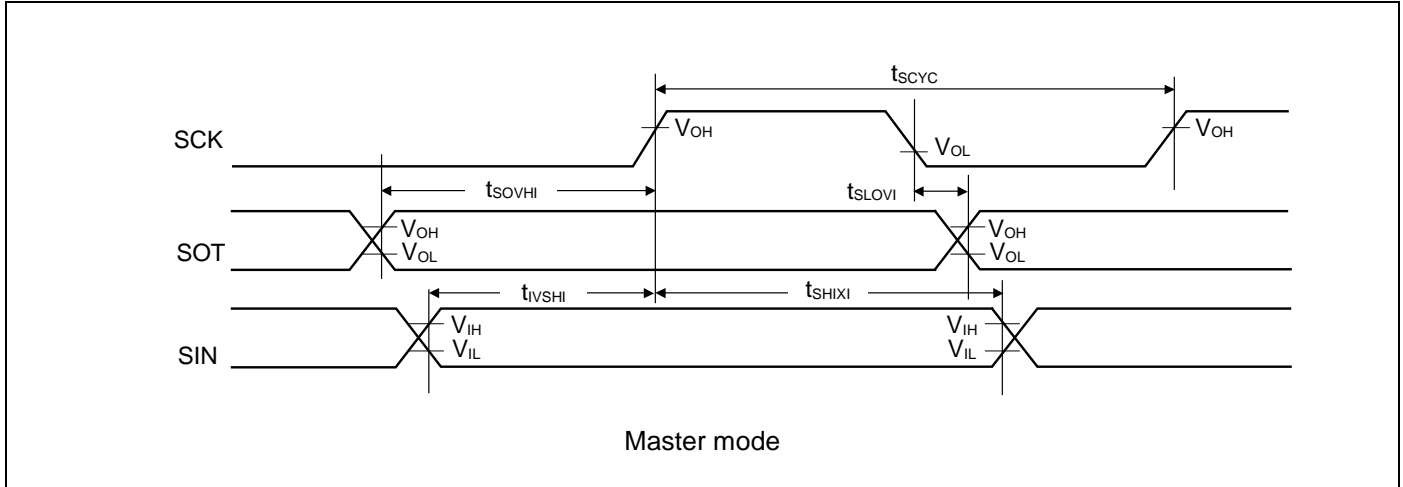 tSCYC
SCK
VOH
VOL
VOH
tSOVHI
tSLOVI
SOT
VOH
VOL
VOH
VOL
tIVSHI
tSHIXI
SIN
VIH
VIL
VIH
VIL
Master mode